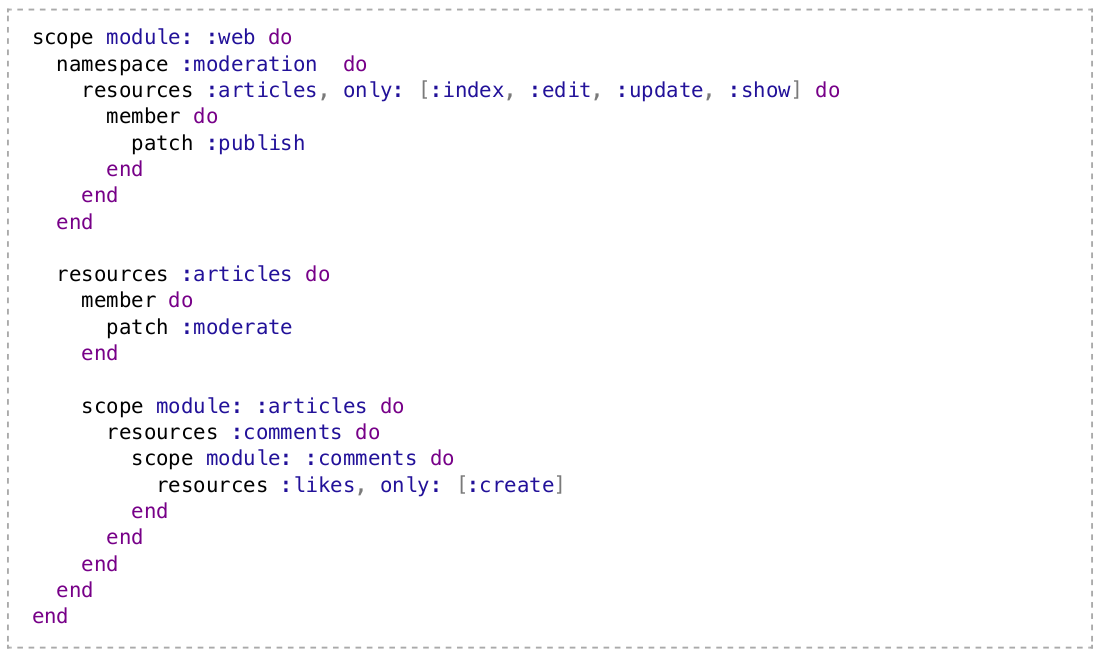 scope module: :web do
  namespace :moderation  do
    resources :articles, only: [:index, :edit, :update, :show] do
      member do
        patch :publish
      end
    end
  end

  resources :articles do
    member do
      patch :moderate
    end

    scope module: :articles do
      resources :comments do
        scope module: :comments do
          resources :likes, only: [:create]
        end
      end
    end
  end
end